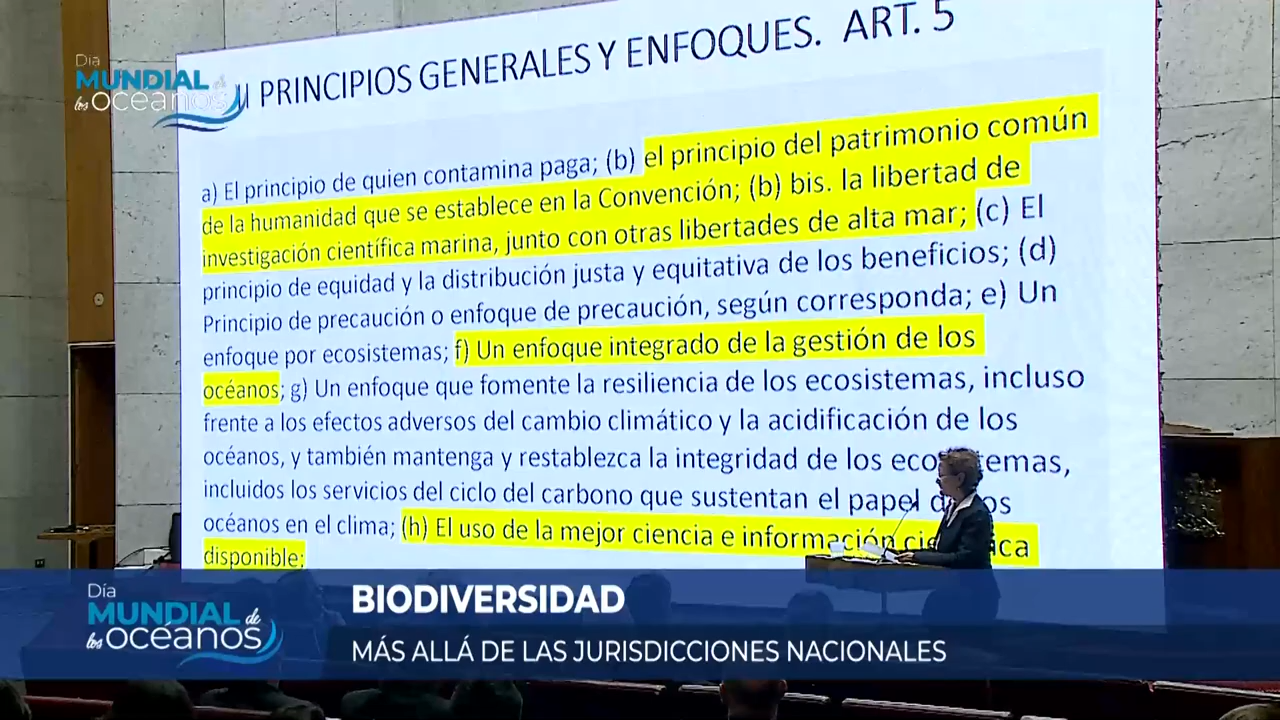 Día
MUNDIAL de
los océanos
II PRINCIPIOS GENERALES Y ENFOQUES. ART. 5
a) El principio de quien contamina paga; (b) el principio del patrimonio común
de la humanidad que se establece en la Convención; (b) bis. la libertad de
investigación científica marina, junto con otras libertades de alta mar; (c) El
principio de equidad y la distribución justa y equitativa de los beneficios; (d)
Principio de precaución o enfoque de precaución, según corresponda; e) Un
enfoque por ecosistemas; f) Un enfoque integrado de la gestión de los
océanos; g) Un enfoque que fomente la resiliencia de los ecosistemas, incluso
frente a los efectos adversos del cambio climático y la acidificación de los
océanos, y también mantenga y restablezca la integridad de los ecosistemas,
incluidos los servicios del ciclo del carbono que sustentan el papel de los
océanos en el clima; (h) El uso de la mejor ciencia e información científica
disponible;
Día
MUNDIAL de
los océanos
BIODIVERSIDAD
MÁS ALLÁ DE LAS JURISDICCIONES NACIONALES